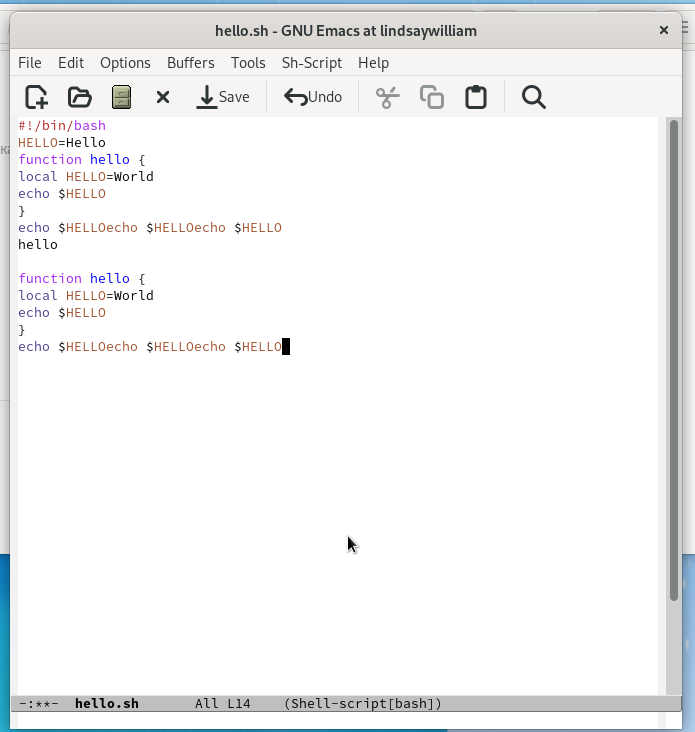 hello.sh - GNU Emacs at lindsaywilliam ×
File Edit Options Buffers Tools Sh-Script Help
Save Undo
#!/bin/bash
HELLO=Hello
function hello {
local HELLO=World
echo $HELLO
}
echo $HELLOecho $HELLOecho $HELLO
hello
function hello {
local HELLO=World
echo $HELLO
}
echo $HELLOecho $HELLOecho $HELLO
-:**- hello.sh All L14 (Shell-script[bash])